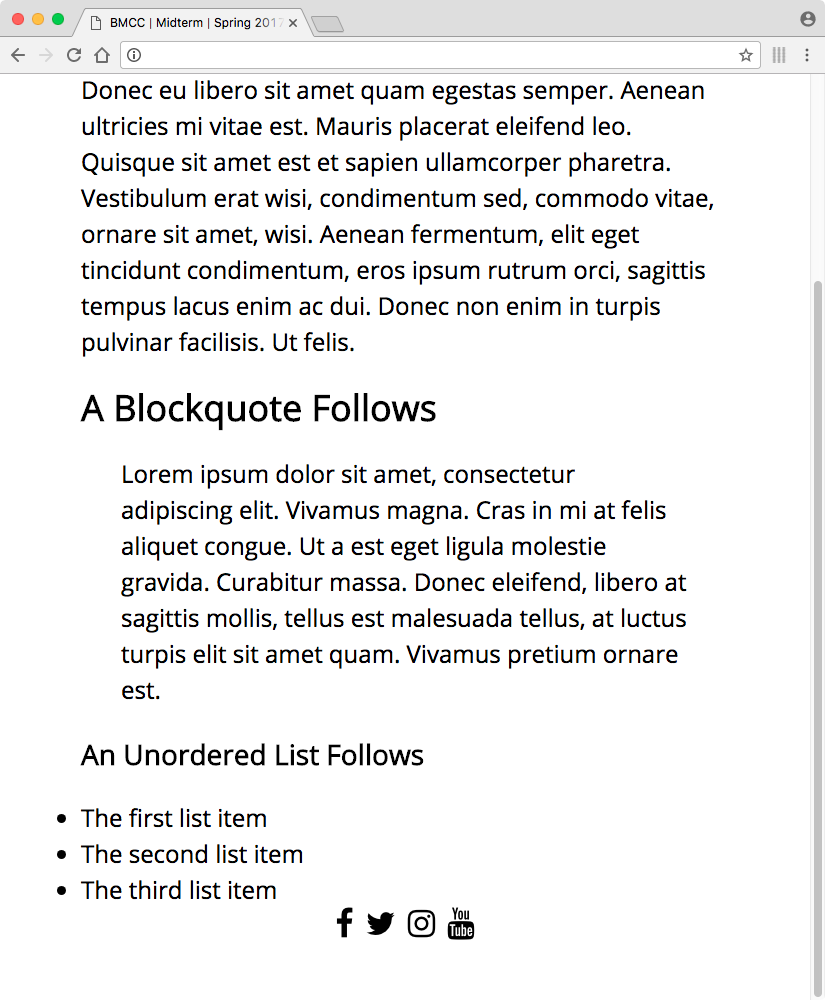 BMCC | Midterm | Spring 2017
Donec eu libero sit amet quam egestas semper. Aenean
ultricies mi vitae est. Mauris placerat eleifend leo.
Quisque sit amet est et sapien ullamcorper pharetra.
Vestibulum erat wisi, condimentum sed, commodo vitae,
ornare sit amet, wisi. Aenean fermentum, elit eget
tincidunt condimentum, eros ipsum rutrum orci, sagittis
tempus lacus enim ac dui. Donec non enim in turpis
pulvinar facilisis. Ut felis.
A Blockquote Follows
Lorem ipsum dolor sit amet, consectetur
adipiscing elit. Vivamus magna. Cras in mi at felis
aliquet congue. Ut a est eget ligula molestie
gravida. Curabitur massa. Donec eleifend, libero at
sagittis mollis, tellus est malesuada tellus, at luctus
turpis elit sit amet quam. Vivamus pretium ornare
est.
An Unordered List Follows
• The first list item
• The second list item
• The third list item
You
Tube